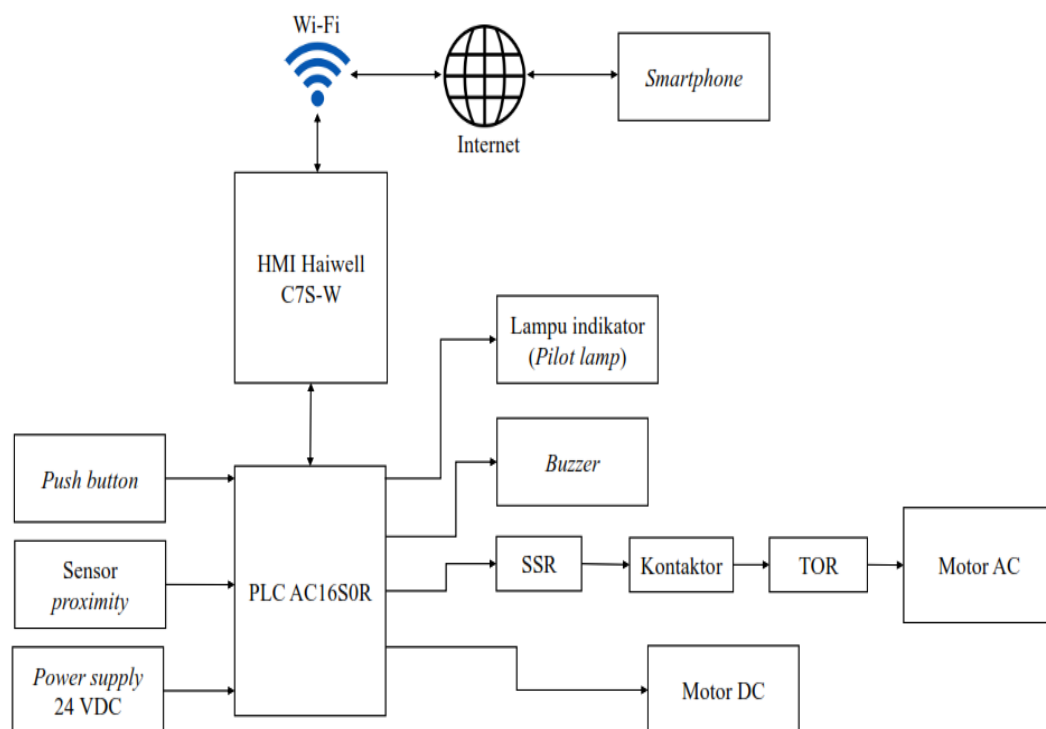 Wi-Fi
Internet
Smartphone
HMI Haiwell
C7S-W
Lampu indikator
(Pilot lamp)
Push button
Buzzer
Sensor
proximity
PLC AC16S0R
SSR
Kontaktor
TOR
Motor AC
Power supply
24 VDC
Motor DC